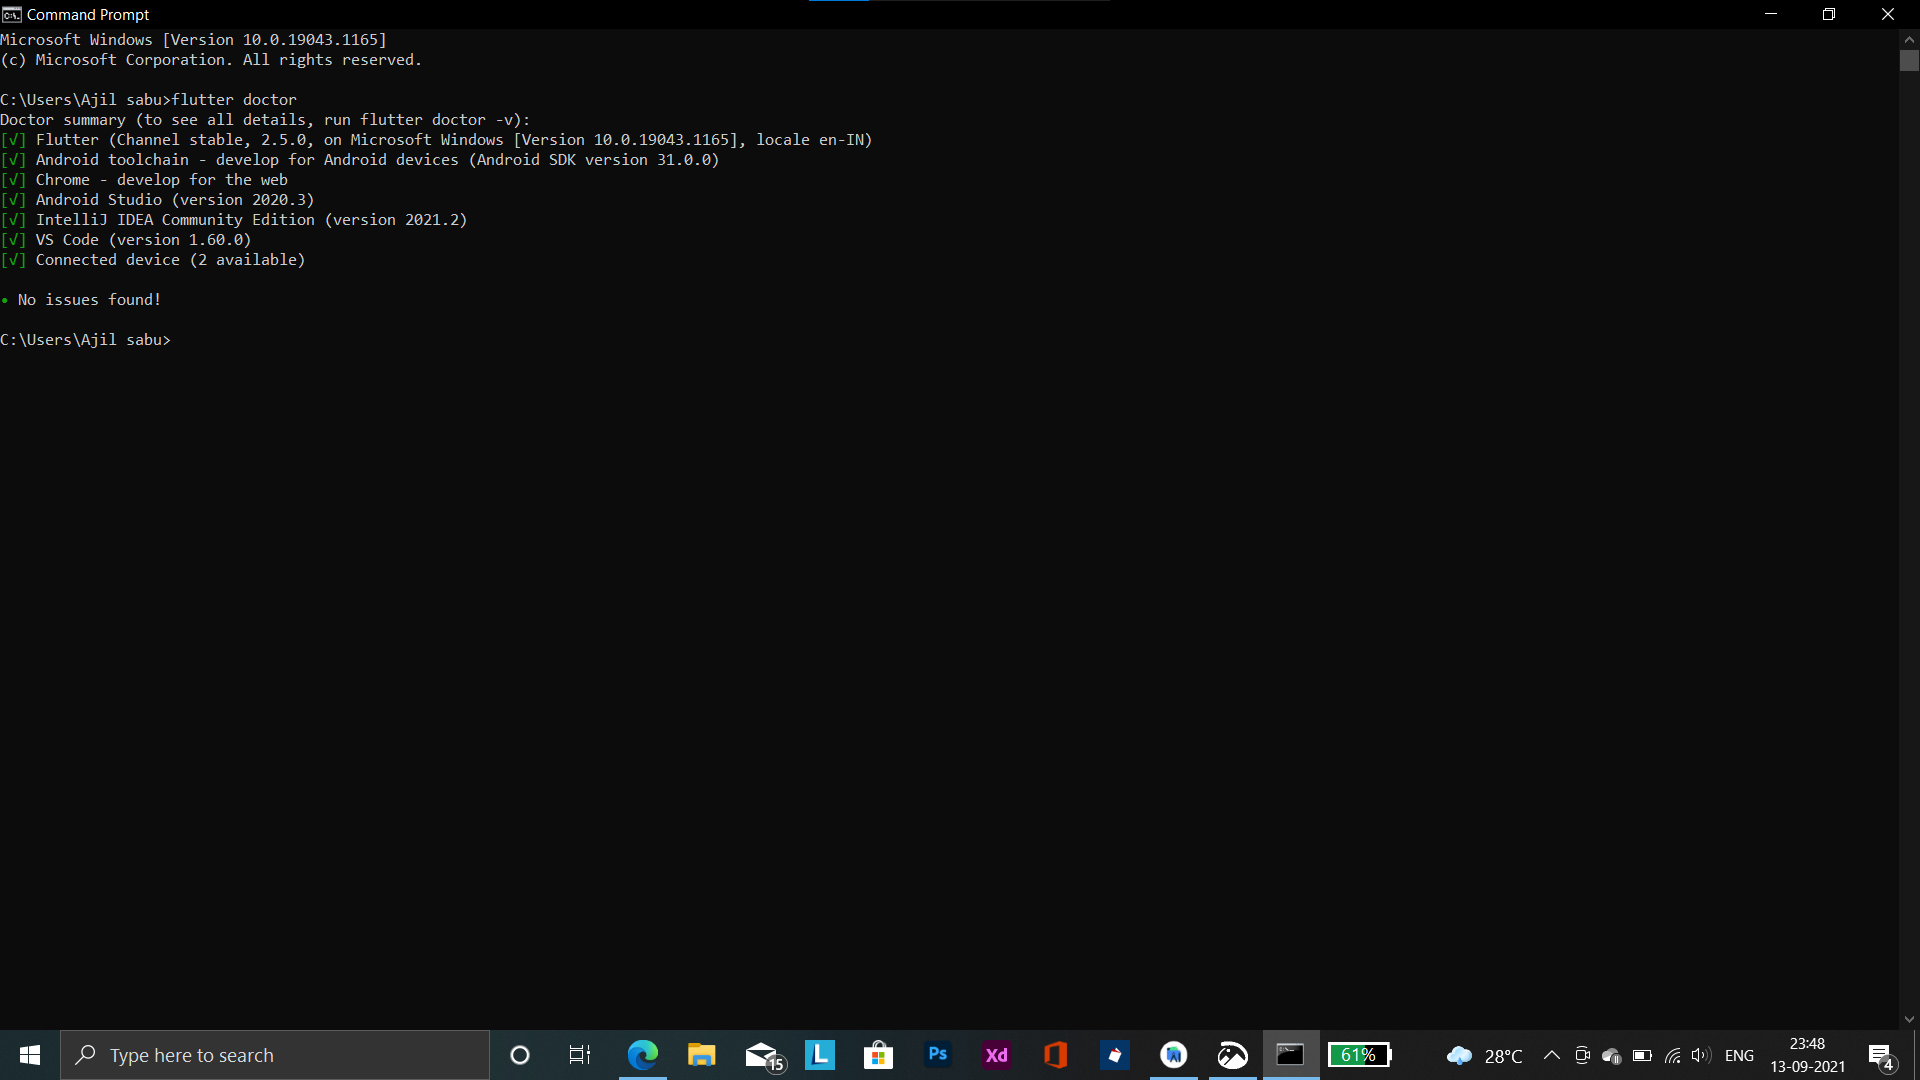 Command Prompt
Microsoft Windows [Version 10.0.19043.1165]
(c) Microsoft Corporation. All rights reserved.
C:\Users\Ajil sabu>flutter doctor
Doctor summary (to see all details, run flutter doctor -v):
[√] Flutter (Channel stable, 2.5.0, on Microsoft Windows [Version 10.0.19043.1165], locale en-IN)
[√] Android toolchain - develop for Android devices (Android SDK version 31.0.0)
[√] Chrome - develop for the web
[√] Android Studio (version 2020.3)
[√] IntelliJ IDEA Community Edition (version 2021.2)
[√] VS Code (version 1.60.0)
[√] Connected device (2 available)
• No issues found!
C:\Users\Ajil sabu>
Type here to search
15
L
Ps
Xd
61%
28°C
ENG
23:48
13-09-2021
4